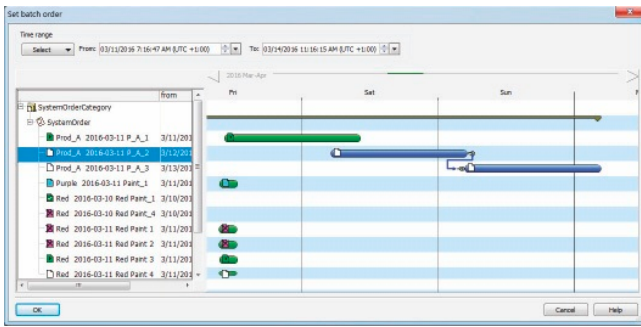 Set batch order
Time range
Select From: 03/11/2016 7:16:47 AM (UTC +1:00) To: 03/14/2016 11:16:15 AM (UTC +1:00)
2016 Mar-Apr
from Fri Sat Sun
SystemOrderCategory
SystemOrder
Prod_A 2016-03-11 P_A_1 3/11/201
Prod_A 2016-03-11 P_A_2 3/12/201
Prod_A 2016-03-11 P_A_3 3/13/201
Purple 2016-03-11 Paint_1 3/11/201
Red 2016-03-10 Red Paint_1 3/10/201
Red 2016-03-10 Red Paint_4 3/10/201
Red 2016-03-11 Red Paint 1 3/11/201
Red 2016-03-11 Red Paint 2 3/11/201
Red 2016-03-11 Red Paint 3 3/11/201
Red 2016-03-11 Red Paint 4 3/11/201
OK Cancel Help